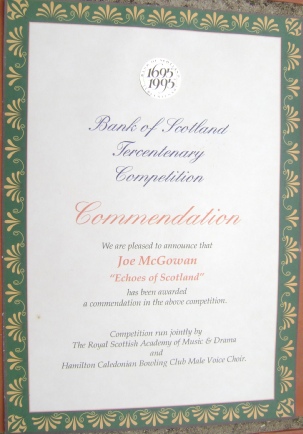 1695
1995
Bank of Scotland
Tercentenary
Competition
Commendation
We are pleased to announce that
Joe McGowan
"Echoes of Scotland"
has been awarded
a commendation in the above competition.
Competition run jointly by
The Royal Scottish Academy of Music & Drama
and
Hamilton Caledonian Bowling Club Male Voice Choir.